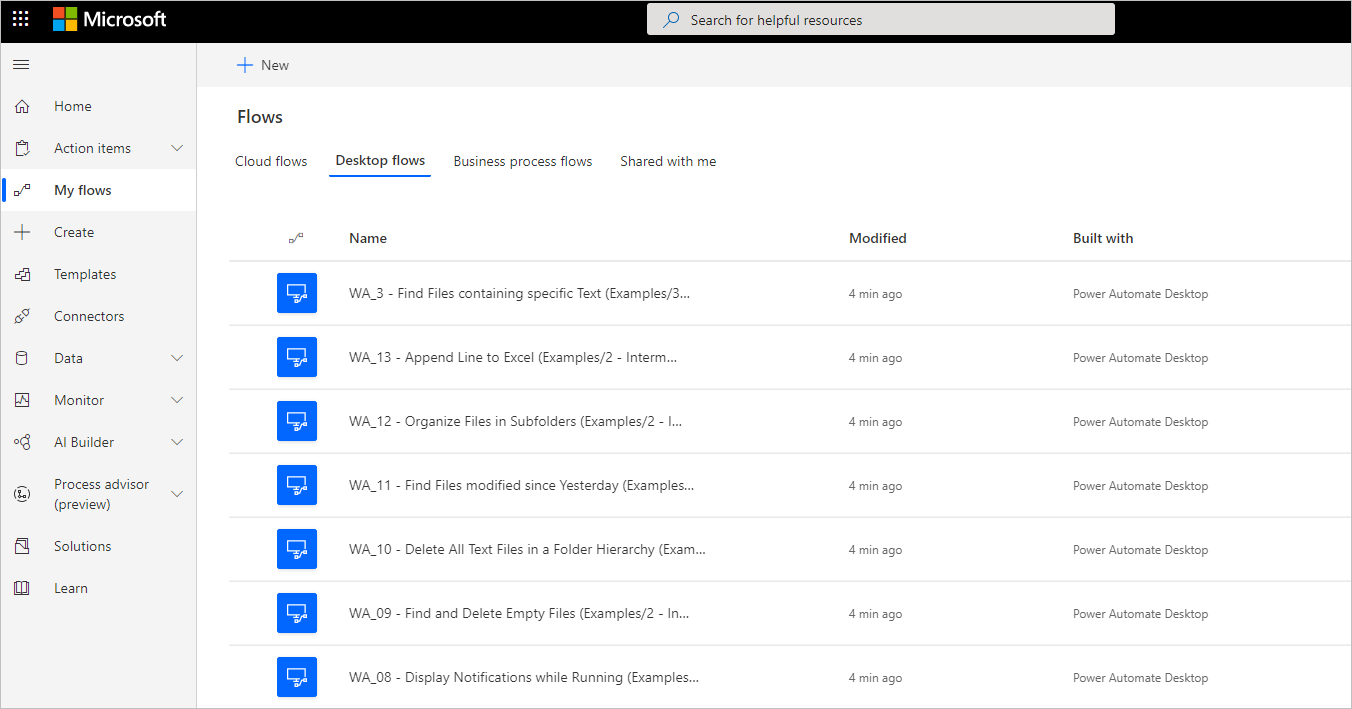 Microsoft
Search for helpful resources
New
Home
Action items
My flows
Create
Templates
Connectors
Data
Monitor
AI Builder
Process advisor
(preview)
Solutions
Learn
Flows
Cloud flows Desktop flows Business process flows Shared with me
Name Modified Built with
WA_3 - Find Files containing specific Text (Examples/3... 4 min ago Power Automate Desktop
WA_13 - Append Line to Excel (Examples/2 - Interm... 4 min ago Power Automate Desktop
WA_12 - Organize Files in Subfolders (Examples/2 - I... 4 min ago Power Automate Desktop
WA_11 - Find Files modified since Yesterday (Examples... 4 min ago Power Automate Desktop
WA_10 - Delete All Text Files in a Folder Hierarchy (Exam... 4 min ago Power Automate Desktop
WA_09 - Find and Delete Empty Files (Examples/2 - In... 4 min ago Power Automate Desktop
WA_08 - Display Notifications while Running (Examples... 4 min ago Power Automate Desktop